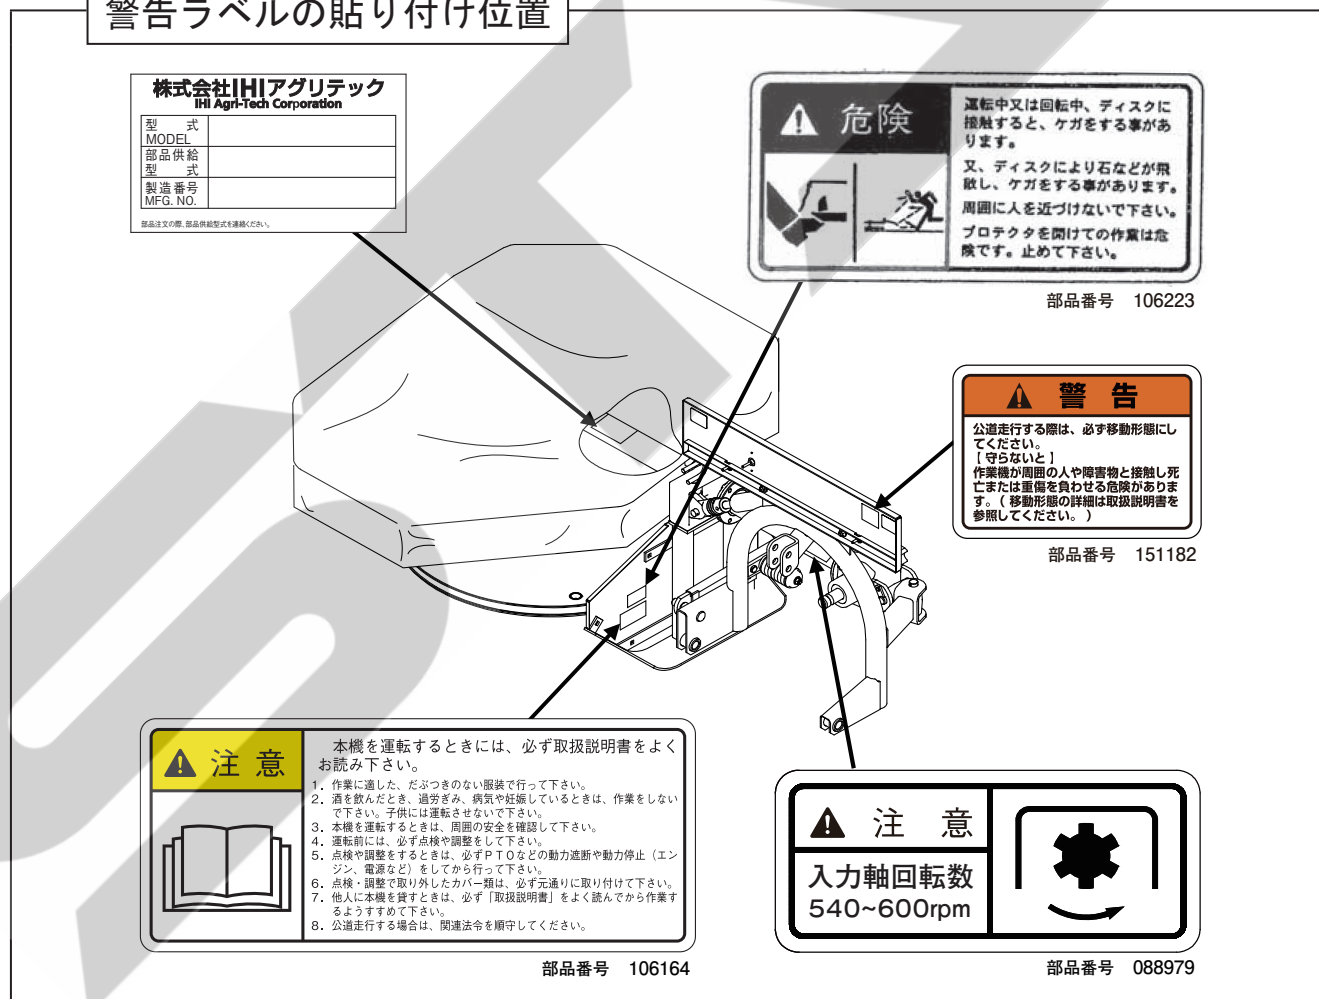 警告ラベルの貼り付け位置
株式会社IHIアグリテック
IHI Agri-Tech Corporation
型 式
MODEL
部品供給
型 式
製造番号
MFG. NO.
部品注文の際、部品供給型式を連絡ください。
危険
運転中又は回転中、ディスクに
接触すると、ケガをする事があ
ります。
又、ディスクにより石などが飛
散し、ケガをする事があります。
周囲に人を近づけないで下さい。
プロテクタを開けての作業は危
険です。止めて下さい。
部品番号 106223
警 告
公道走行する際は、必ず移動形態にし
てください。
【 守らないと 】
作業機が周囲の人や障害物と接触し死
亡または重傷を負わせる危険がありま
す。( 移動形態の詳細は取扱説明書を
参照してください。 )
部品番号 151182
注 意
本機を運転するときには、必ず取扱説明書をよく
お読み下さい。
1. 作業に適した、だぶつきのない服装で行って下さい。
2. 酒を飲んだとき、過労ぎみ、病気や妊娠しているときは、作業をしない
で下さい。子供には運転させないで下さい。
3. 本機を運転するときは、周囲の安全を確認して下さい。
4. 運転前には、必ず点検や調整をして下さい。
5. 点検や調整をするときは、必ずPTOなどの動力遮断や動力停止（エン
ジン、電源など）をしてから行って下さい。
6. 点検・調整で取り外したカバー類は、必ず元通りに取り付けて下さい。
7. 他人に本機を貸すときは、必ず「取扱説明書」をよく読んでから作業す
るようすすめて下さい。
8. 公道走行する場合は、関連法令を順守してください。
部品番号 106164
注 意
入力軸回転数
540~600rpm
部品番号 088979